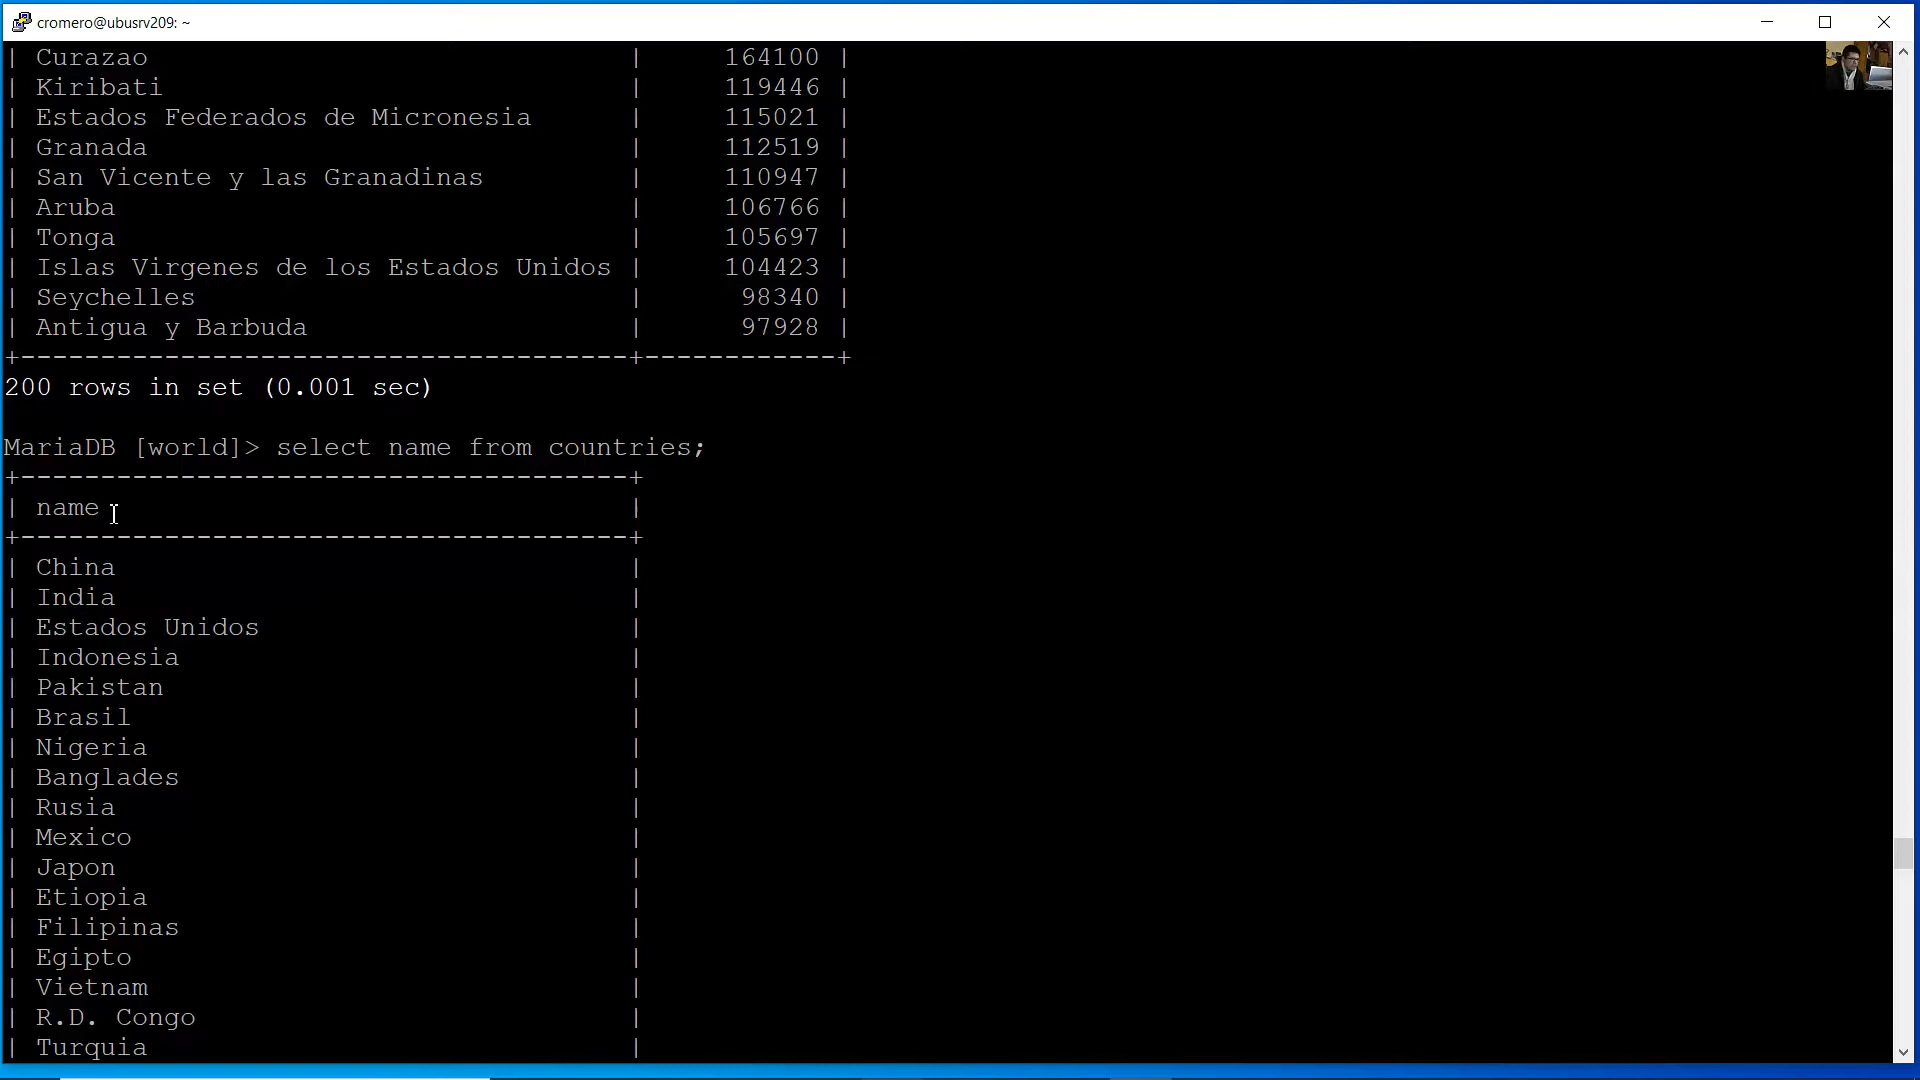 cromero@ubusrv209: ~
| Curazao                             |     164100 |
| Kiribati                            |     119446 |
| Estados Federados de Micronesia      |     115021 |
| Granada                             |     112519 |
| San Vicente y las Granadinas         |     110947 |
| Aruba                               |     106766 |
| Tonga                               |     105697 |
| Islas Virgenes de los Estados Unidos |     104423 |
| Seychelles                          |      98340 |
| Antigua y Barbuda                   |      97928 |
+--------------------------------------+------------+
200 rows in set (0.001 sec)
MariaDB [world]> select name from countries;
+--------------------------------------+
| name                                 |
+--------------------------------------+
| China                                |
| India                                |
| Estados Unidos                       |
| Indonesia                            |
| Pakistan                             |
| Brasil                               |
| Nigeria                              |
| Banglades                            |
| Rusia                                |
| Mexico                               |
| Japon                                |
| Etiopia                              |
| Filipinas                            |
| Egipto                               |
| Vietnam                              |
| R.D. Congo                           |
| Turquia                              |